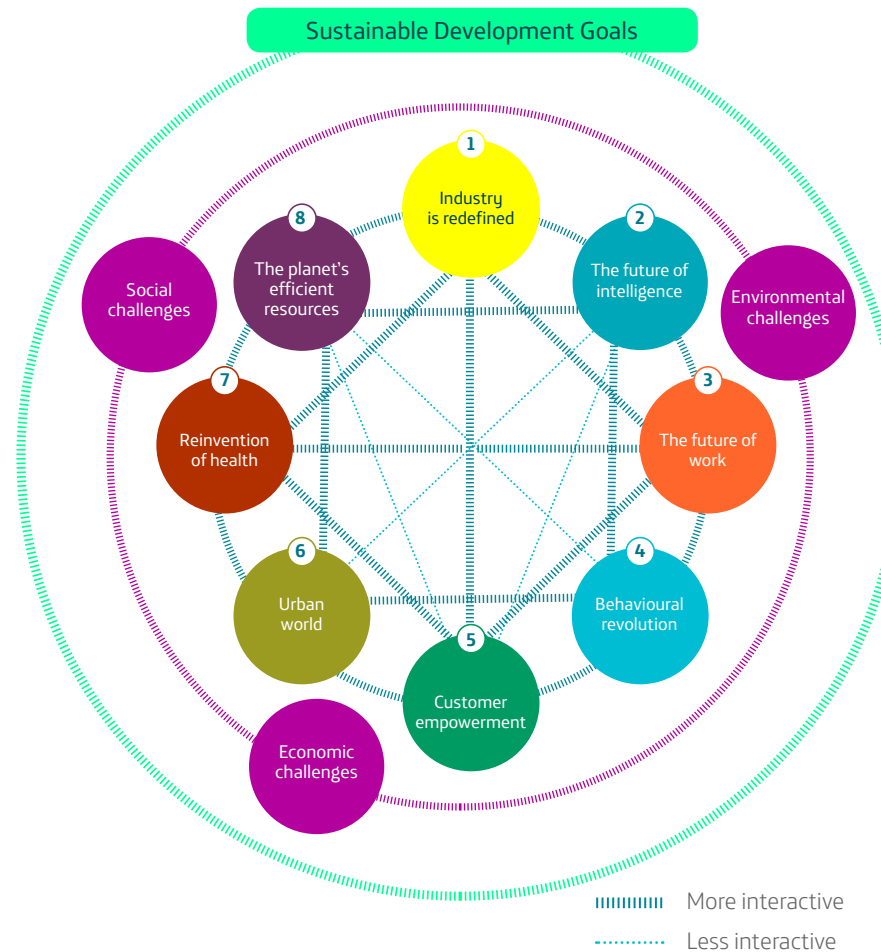 Sustainable Development Goals
1
Industry
is redefined
2
The future of
intelligence
Environmental
challenges
3
The future of
work
4
Behavioural
revolution
5
Customer
empowerment
Economic
challenges
6
Urban
world
7
Reinvention
of health
Social
challenges
8
The planet’s
efficient
resources
More interactive
Less interactive